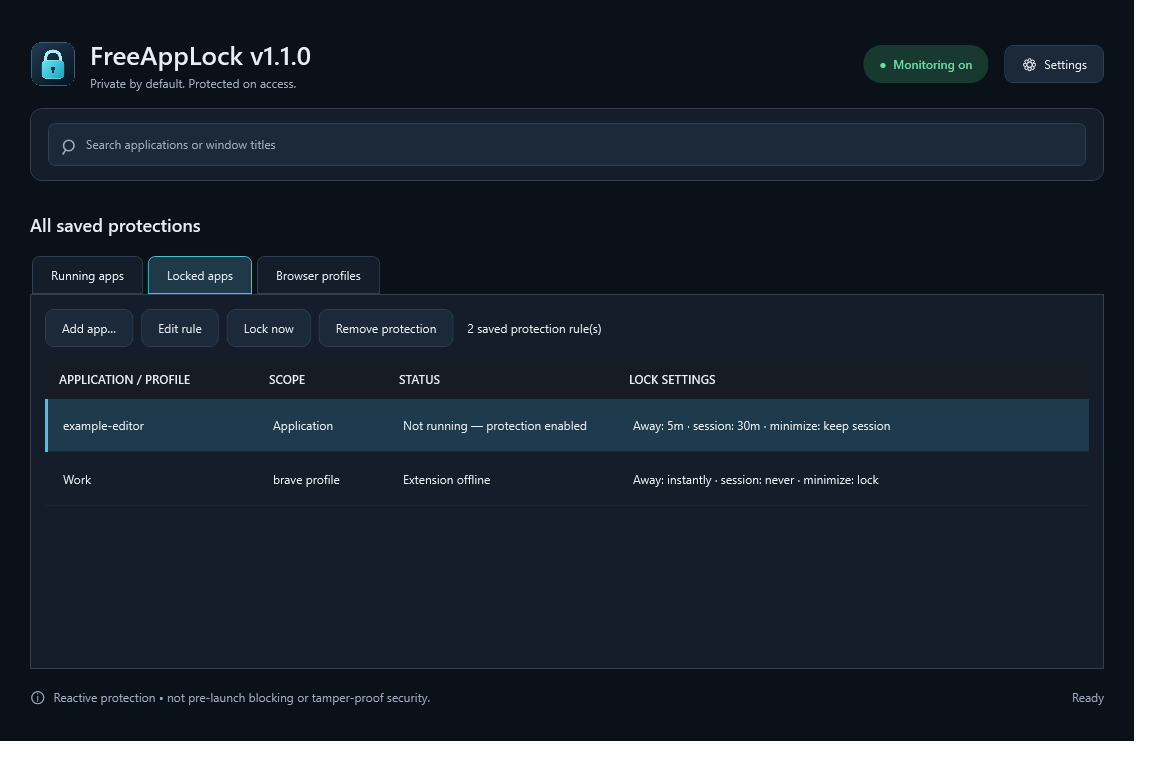 FreeAppLock v1.1.0
Private by default. Protected on access.
● Monitoring on
Settings
Search applications or window titles
All saved protections
Running apps
Locked apps
Browser profiles
Add app...
Edit rule
Lock now
Remove protection
2 saved protection rule(s)
APPLICATION / PROFILE SCOPE STATUS LOCK SETTINGS
example-editor Application Not running — protection enabled Away: 5m · session: 30m · minimize: keep session
Work brave profile Extension offline Away: instantly · session: never · minimize: lock
Reactive protection • not pre-launch blocking or tamper-proof security.
Ready